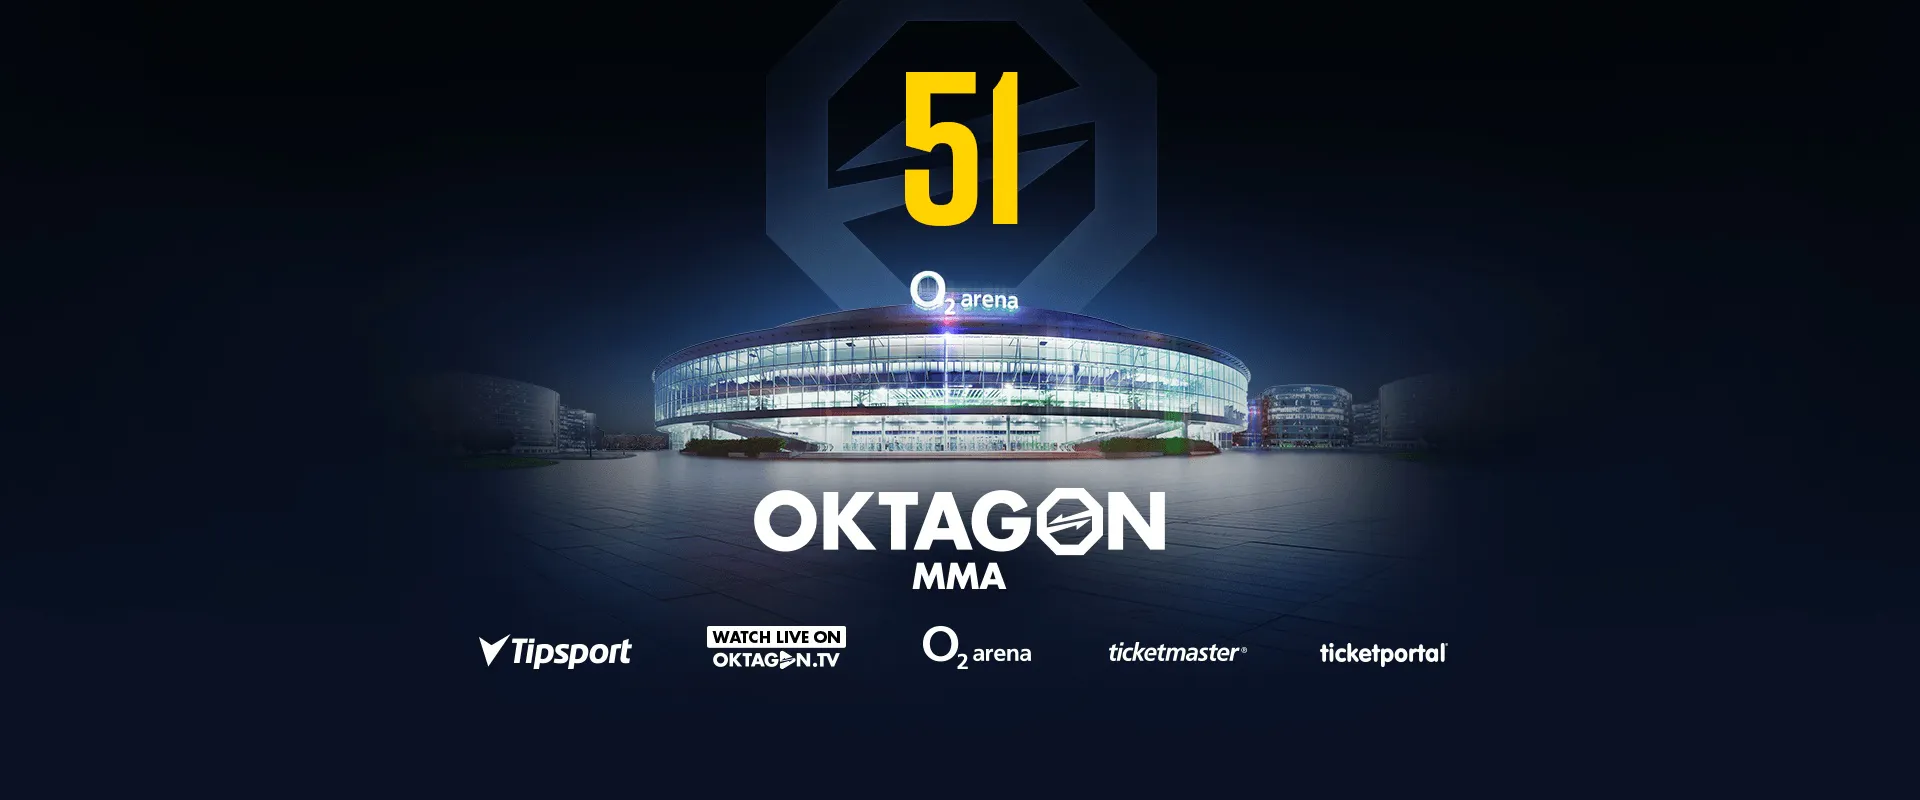 51
O2 arena
OKTAGON
MMA
Tipsport
WATCH LIVE ON
OKTAGON.TV
O2 arena
ticketmaster®
ticketportal